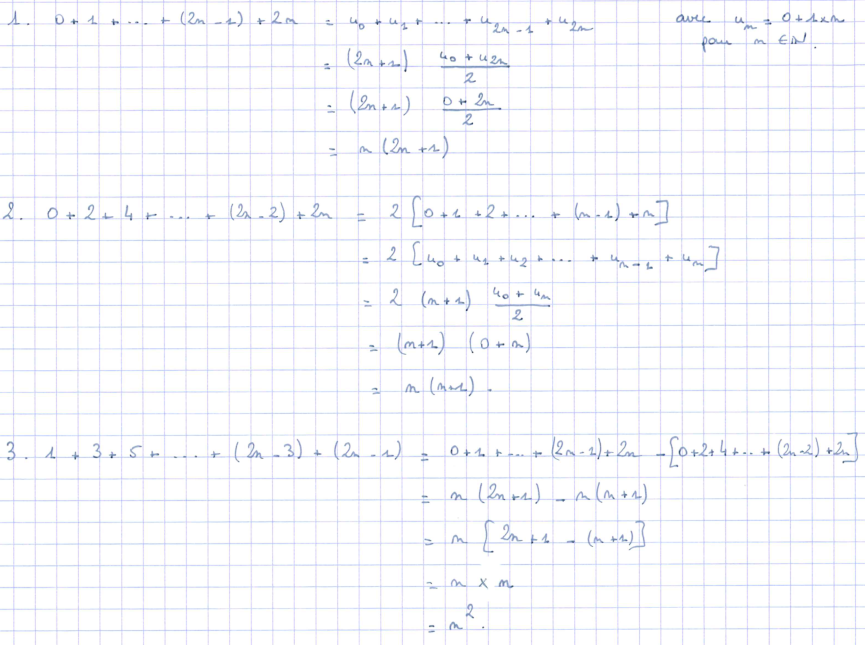 1. 0 + 1 + ... + (2n - 1) + 2n = u₀ + u₁ + ... + u₂ₙ₋₁ + u₂ₙ avec uₙ = 0 + 1 × n
pour n ∈ ℕ.
= (2n+1) (u₀ + u₂ₙ)/2
= (2n+1) (0 + 2n)/2
= n (2n + 1)
2. 0 + 2 + 4 + ... + (2n - 2) + 2n = 2 [0 + 1 + 2 + ... + (n-1) + n]
= 2 [u₀ + u₁ + u₂ + ... + uₙ₋₁ + uₙ]
= 2 (n+1) (u₀ + uₙ)/2
= (n+1) (0 + n)
= n (n+1).
3. 1 + 3 + 5 + ... + (2n - 3) + (2n - 1) = 0 + 1 + ... + (2n-1) + 2n - [0+2+4+...+(2n-2)+2n]
= n (2n+1) - n (n+1)
= n [2n + 1 - (n+1)]
= n × n
= n².